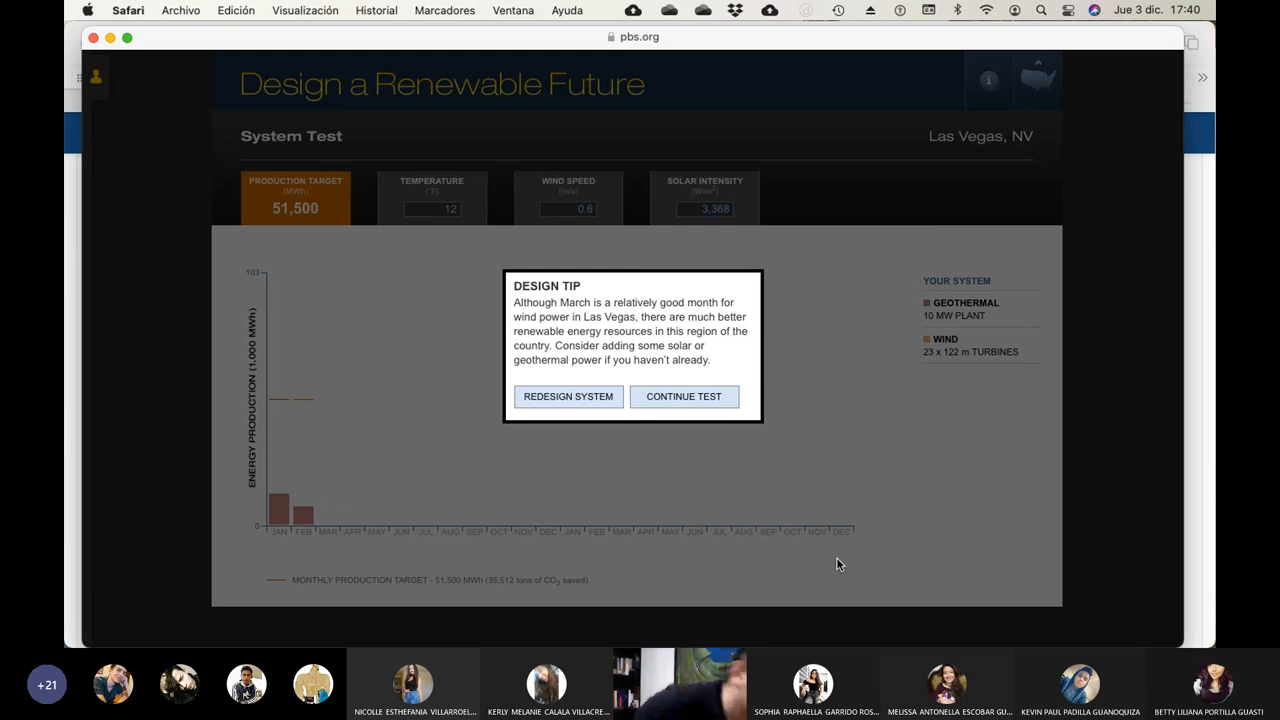 Safari Archivo Edición Visualización Historial Marcadores Ventana Ayuda Jue 3 dic. 17:40
pbs.org
Design a Renewable Future
System Test
Las Vegas, NV
PRODUCTION TARGET
(MWh)
51,500
TEMPERATURE
(°F)
12
WIND SPEED
(m/s)
0.6
SOLAR INTENSITY
(W/m²)
3,368
DESIGN TIP
Although March is a relatively good month for
wind power in Las Vegas, there are much better
renewable energy resources in this region of the
country. Consider adding some solar or
geothermal power if you haven't already.
REDESIGN SYSTEM
CONTINUE TEST
YOUR SYSTEM
GEOTHERMAL
10 MW PLANT
WIND
23 x 122 m TURBINES
103
ENERGY PRODUCTION (1,000 MWh)
0
JAN FEB MAR APR MAY JUN JUL AUG SEP OCT NOV DEC JAN FEB MAR APR MAY JUN JUL AUG SEP OCT NOV DEC
MONTHLY PRODUCTION TARGET - 51,500 MWh (35,512 tons of CO2 saved)
+21
NICOLLE ESTHEFANIA VILLARROEL...
KERLY MELANIE CALALA VILLACRE...
SOPHIA RAPHAELLA GARRIDO ROS...
MELISSA ANTONELLA ESCOBAR GU...
KEVIN PAUL PADILLA GUANOQUIZA
BETTY LILIANA PORTILLA GUASTI